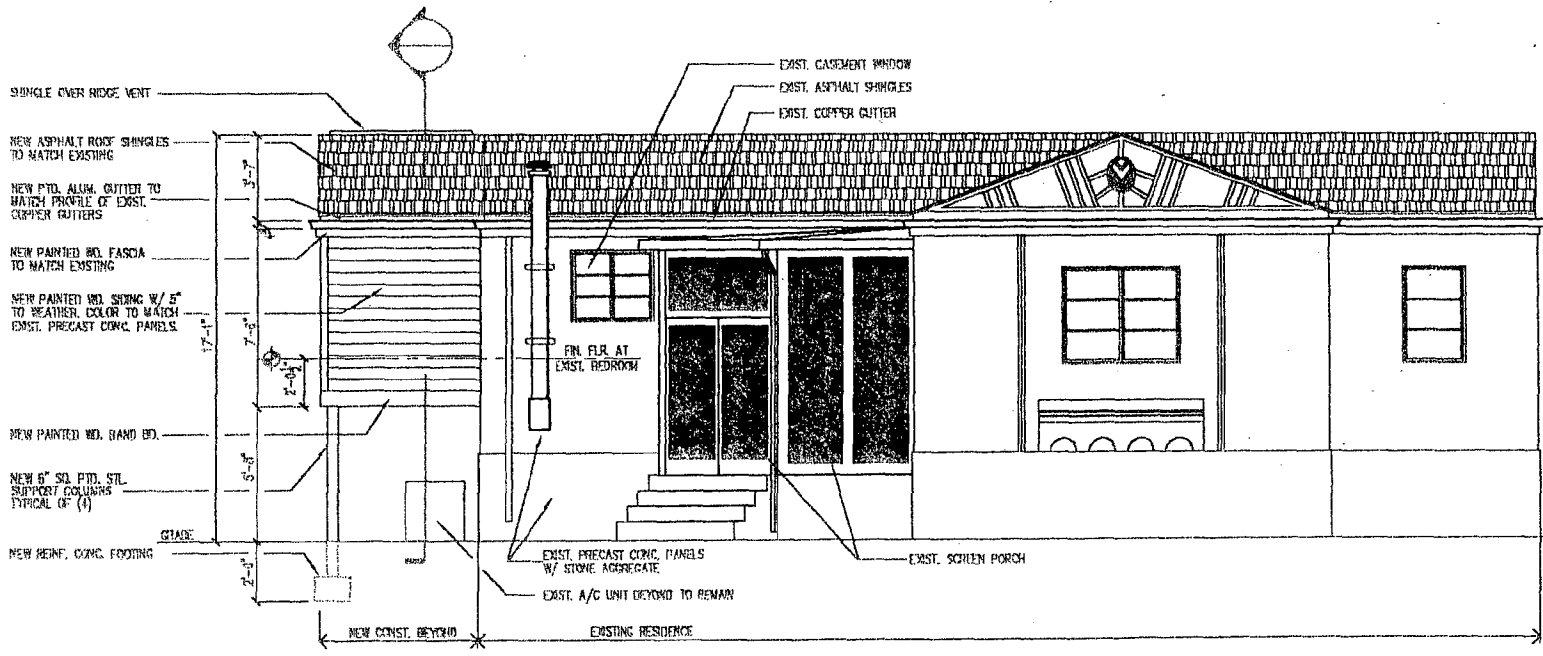 SHINGLE OVER RIDGE VENT
NEW ASPHALT ROOF SHINGLES
TO MATCH EXISTING
NEW PTD. ALUM. GUTTER TO
MATCH PROFILE OF EXIST.
COPPER GUTTERS
NEW PAINTED WD. FASCIA
TO MATCH EXISTING
NEW PAINTED WD. SIDING W/ 5"
TO WEATHER. COLOR TO MATCH
EXIST. PRECAST CONC. PANELS.
NEW PAINTED WD. BAND BD.
NEW 6" SQ. PTD. STL.
SUPPORT COLUMNS
TYPICAL OF (4)
GRADE
NEW REINF. CONC. FOOTING
17'-1"
3'-7"
2'-0½"
2'-0"
EXIST. CASEMENT WINDOW
EXIST. ASPHALT SHINGLES
EXIST. COPPER GUTTER
FIN. FLR. AT
EXIST. BEDROOM
EXIST. PRECAST CONC. PANELS
W/ STONE AGGREGATE
EXIST. A/C UNIT BEYOND TO REMAIN
EXIST. SCREEN PORCH
NEW CONST. BEYOND
EXISTING RESIDENCE